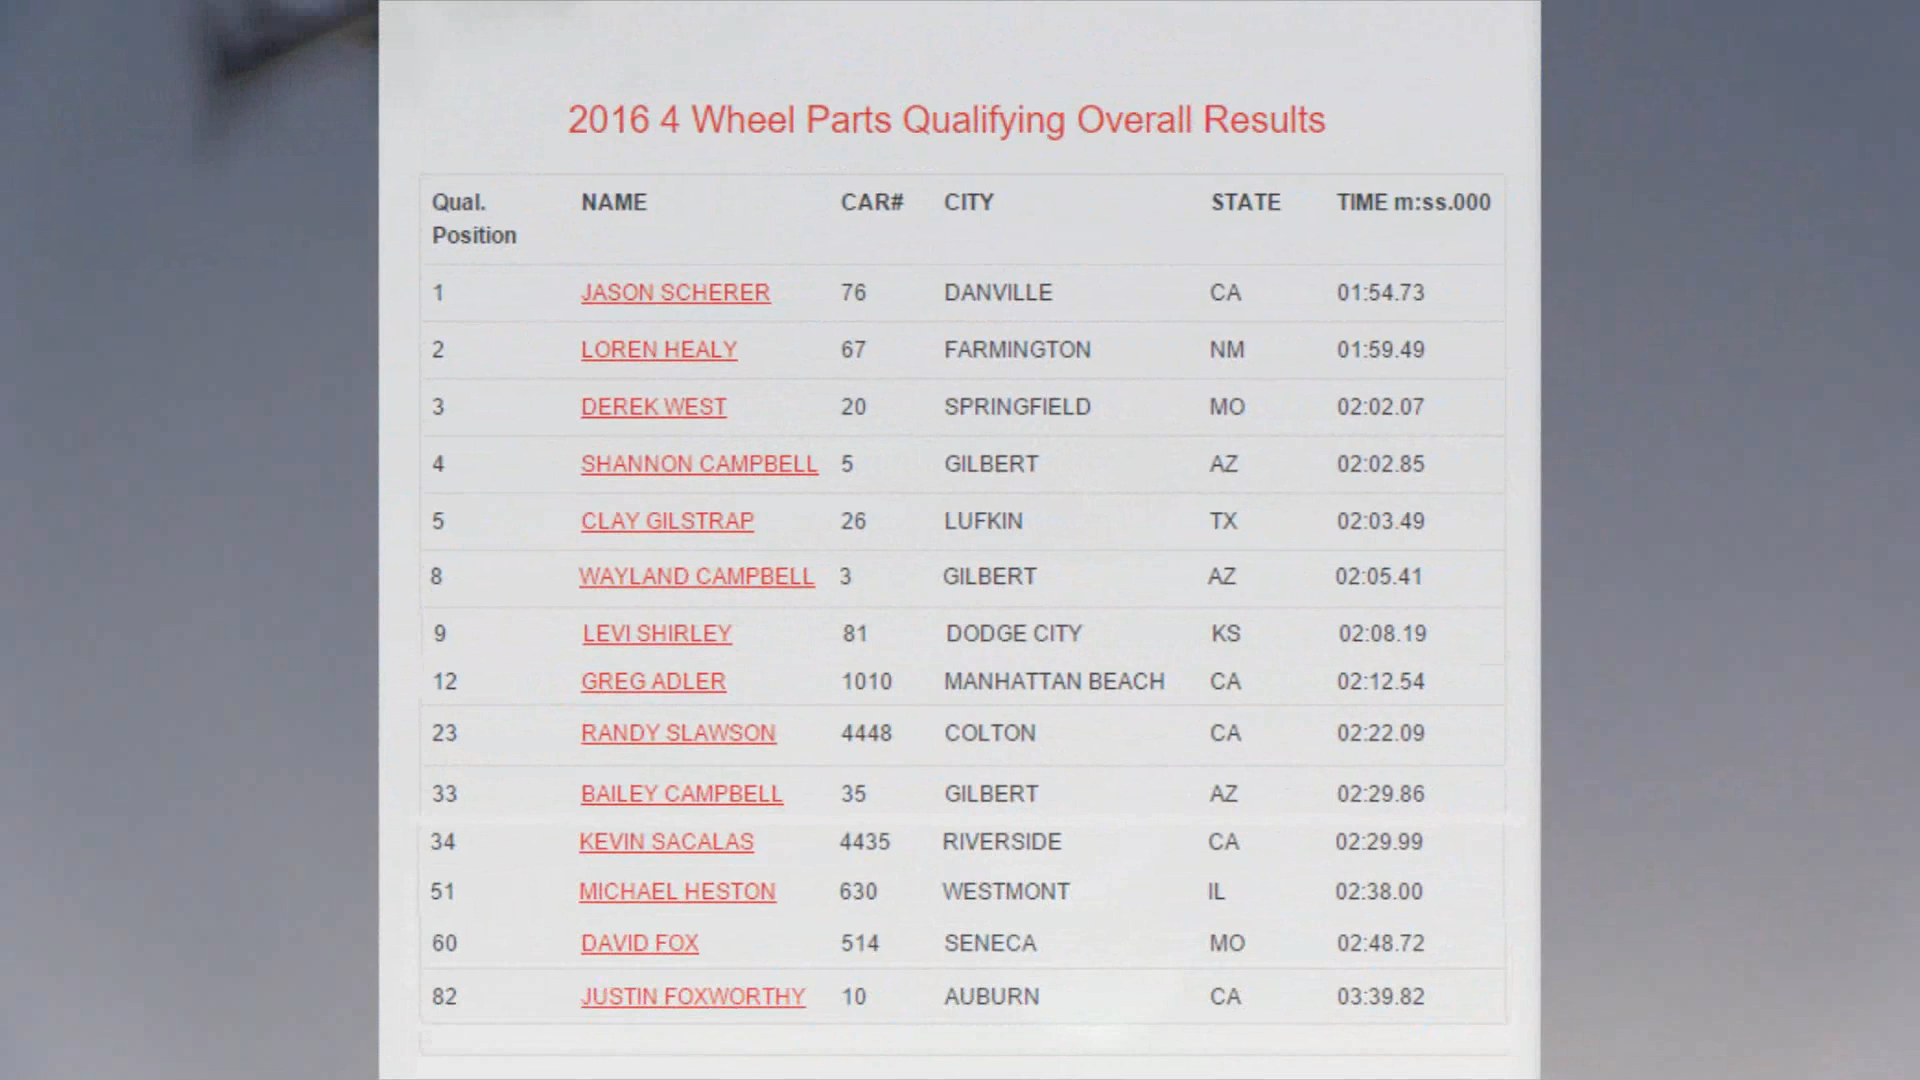 2016 4 Wheel Parts Qualifying Overall Results
Qual. Position NAME CAR# CITY STATE TIME m:ss.000
1 JASON SCHERER 76 DANVILLE CA 01:54.73
2 LOREN HEALY 67 FARMINGTON NM 01:59.49
3 DEREK WEST 20 SPRINGFIELD MO 02:02.07
4 SHANNON CAMPBELL 5 GILBERT AZ 02:02.85
5 CLAY GILSTRAP 26 LUFKIN TX 02:03.49
8 WAYLAND CAMPBELL 3 GILBERT AZ 02:05.41
9 LEVI SHIRLEY 81 DODGE CITY KS 02:08.19
12 GREG ADLER 1010 MANHATTAN BEACH CA 02:12.54
23 RANDY SLAWSON 4448 COLTON CA 02:22.09
33 BAILEY CAMPBELL 35 GILBERT AZ 02:29.86
34 KEVIN SACALAS 4435 RIVERSIDE CA 02:29.99
51 MICHAEL HESTON 630 WESTMONT IL 02:38.00
60 DAVID FOX 514 SENECA MO 02:48.72
82 JUSTIN FOXWORTHY 10 AUBURN CA 03:39.82